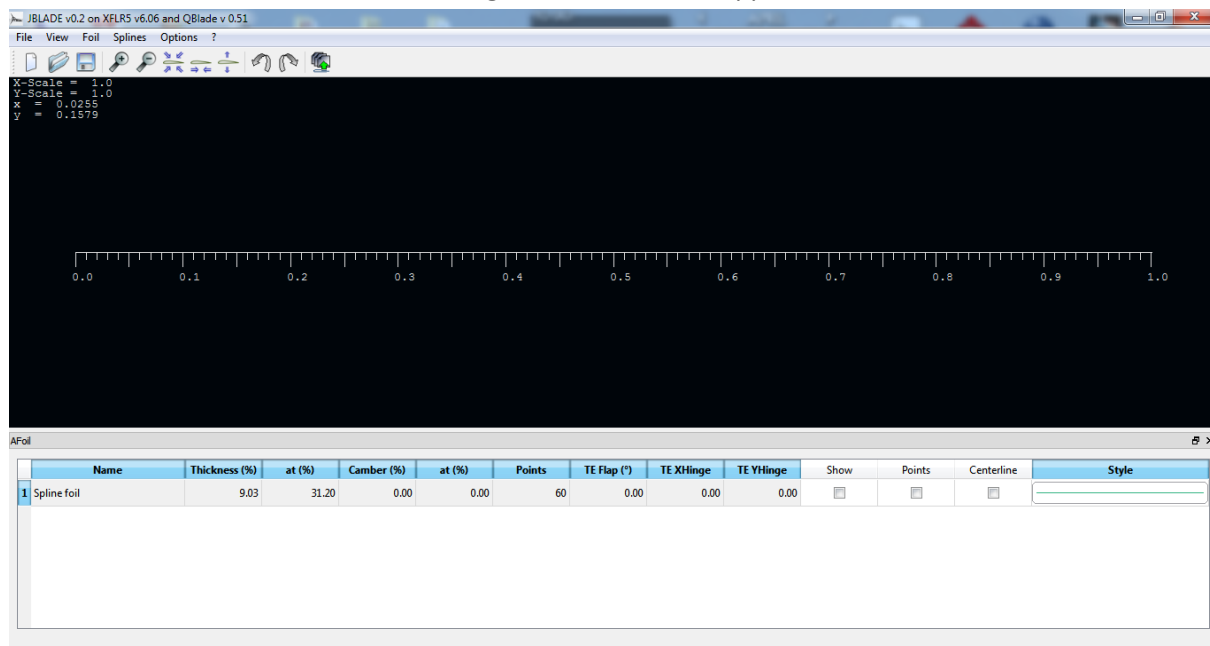 JBLADE v0.2 on XFLR5 v6.06 and QBlade v 0.51
File View Foil Splines Options ?
X-Scale = 1.0
Y-Scale = 1.0
x = 0.0255
y = 0.1579
0.0 0.1 0.2 0.3 0.4 0.5 0.6 0.7 0.8 0.9 1.0
AFoil
Name Thickness (%) at (%) Camber (%) at (%) Points TE Flap (°) TE XHinge TE YHinge Show Points Centerline Style
1 Spline foil 9.03 31.20 0.00 0.00 60 0.00 0.00 0.00